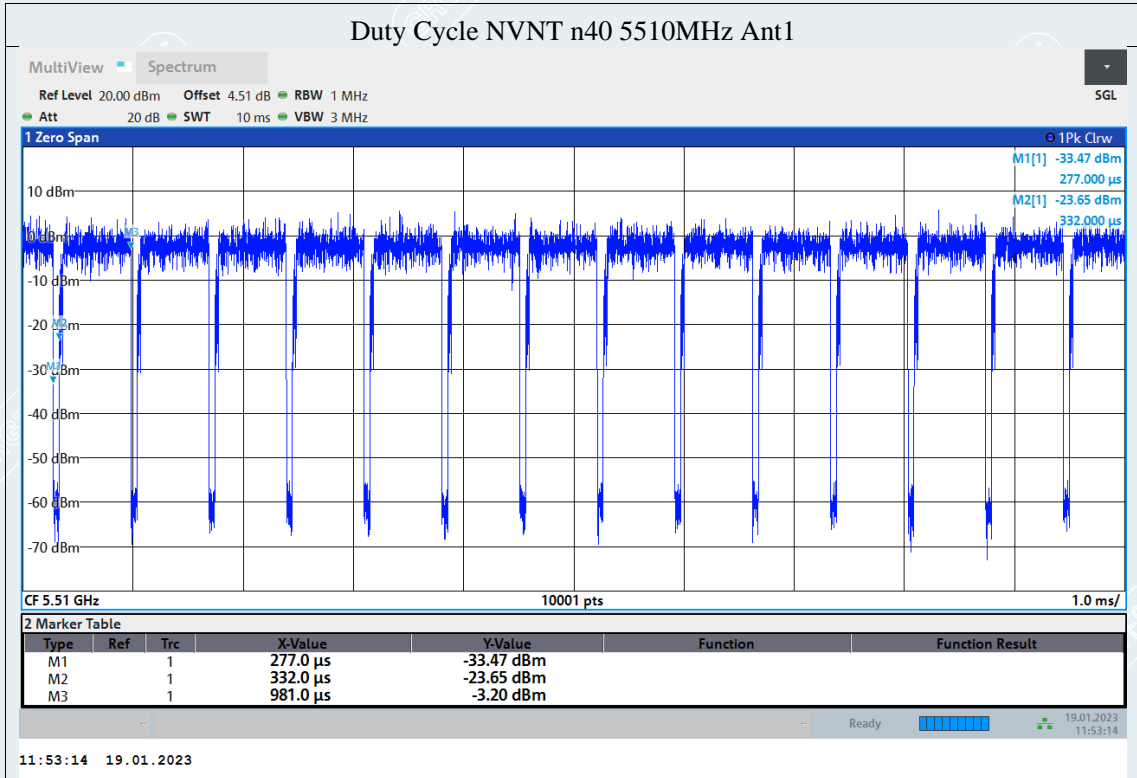 Duty Cycle NVNT n40 5510MHz Ant1
MultiView Spectrum
Ref Level 20.00 dBm Offset 4.51 dB RBW 1 MHz SGL
Att 20 dB SWT 10 ms VBW 3 MHz
1 Zero Span 1Pk Clrw
M1[1] -33.47 dBm
277.000 µs
M2[1] -23.65 dBm
332.000 µs
10 dBm
M3
0 dBm
-10 dBm
M2
-20 dBm
M1
-30 dBm
-40 dBm
-50 dBm
-60 dBm
-70 dBm
CF 5.51 GHz 10001 pts 1.0 ms/
2 Marker Table
Type Ref Trc X-Value Y-Value Function Function Result
M1 1 277.0 µs -33.47 dBm
M2 1 332.0 µs -23.65 dBm
M3 1 981.0 µs -3.20 dBm
Ready 19.01.2023
11:53:14
11:53:14 19.01.2023